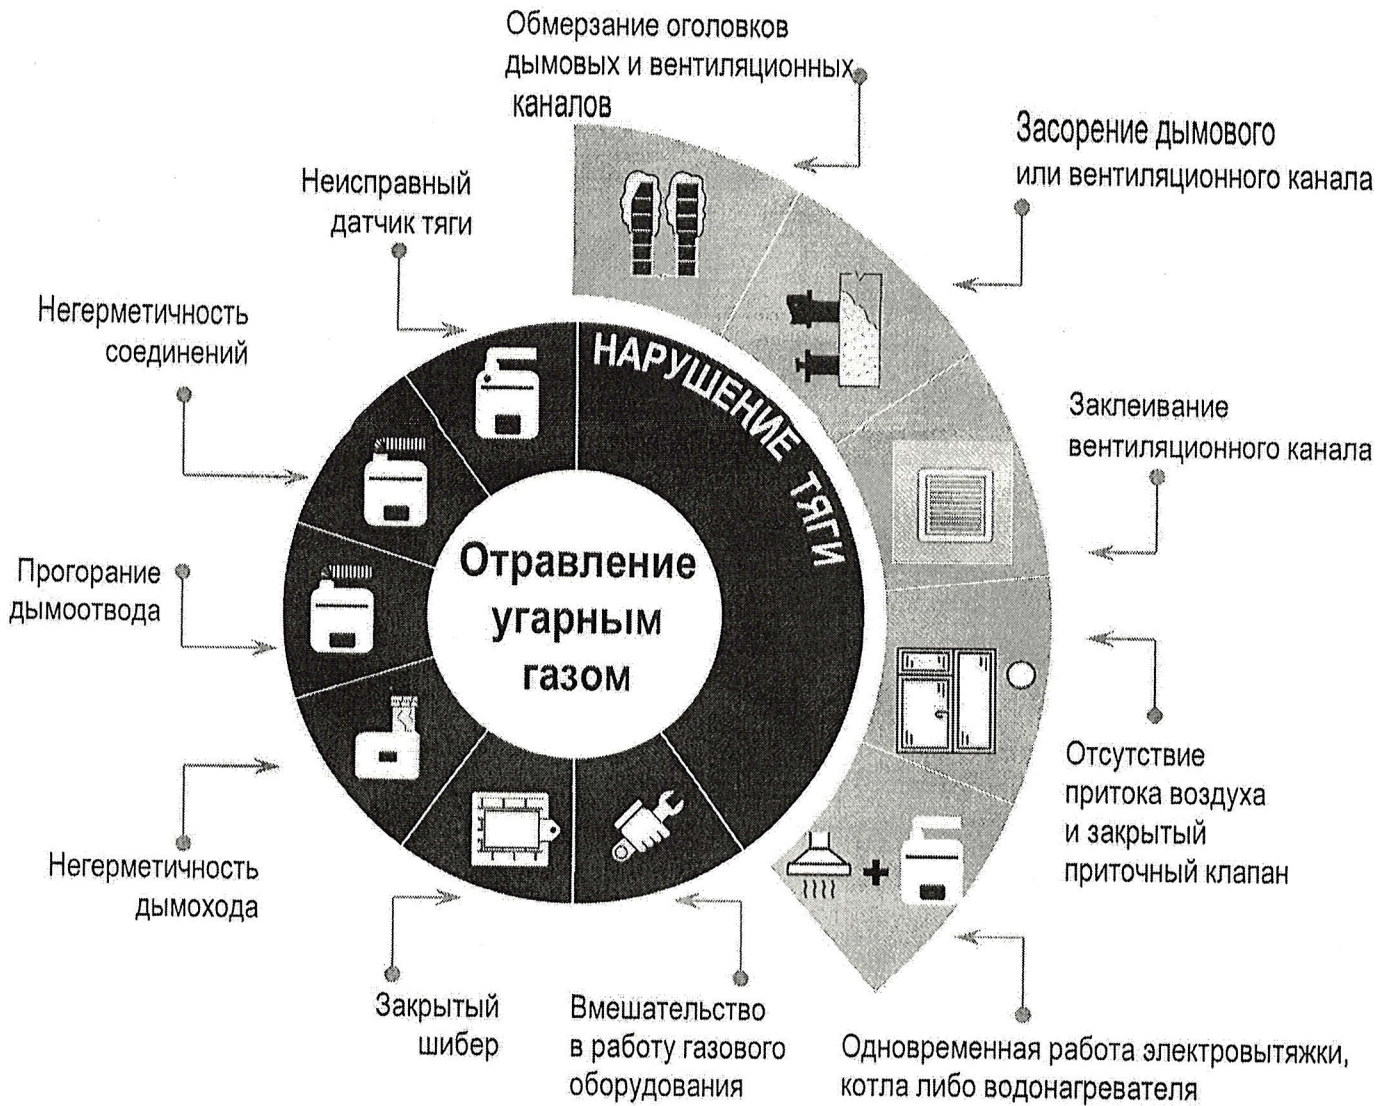 Обмерзание оголовков
дымовых и вентиляционных
каналов
Засорение дымового
или вентиляционного канала
Неисправный
датчик тяги
Негерметичность
соединений
НАРУШЕНИЕ ТЯГИ
Заклеивание
вентиляционного канала
Прогорание
дымоотвода
Отравление
угарным
газом
Отсутствие
притока воздуха
и закрытый
приточный клапан
Негерметичность
дымохода
Закрытый
шибер
Вмешательство
в работу газового
оборудования
Одновременная работа электровытяжки,
котла либо водонагревателя